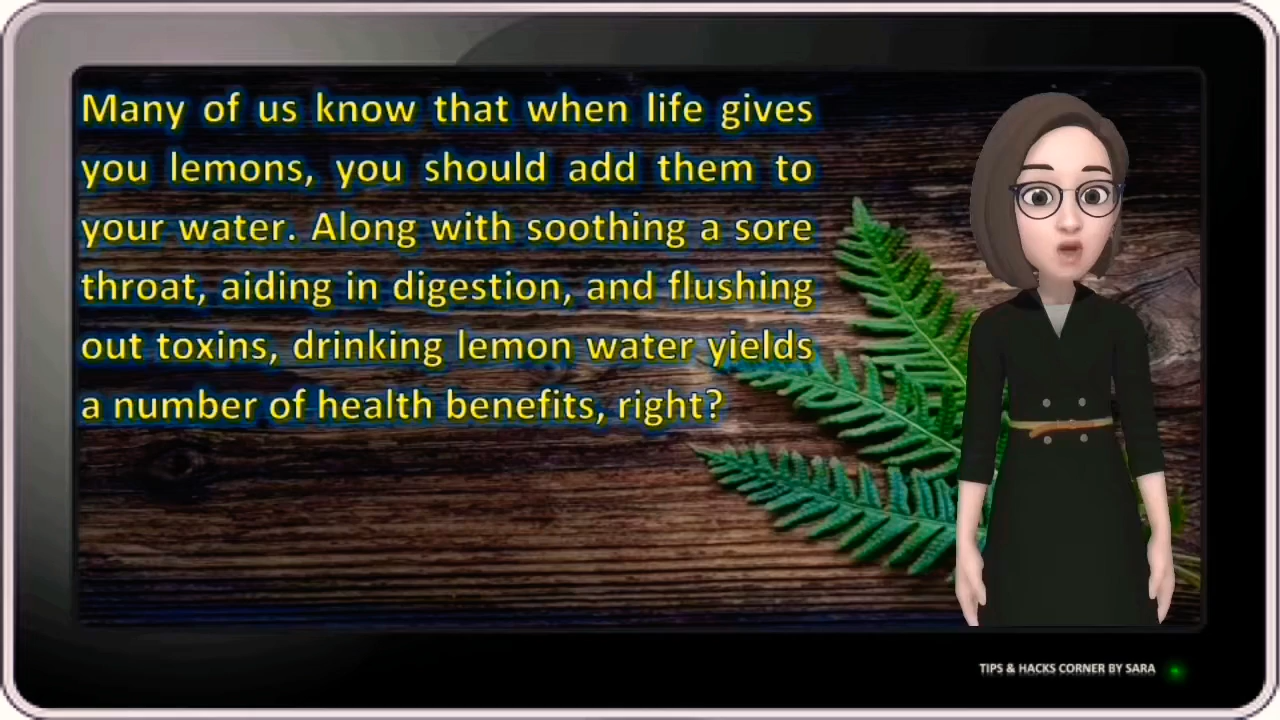 Many of us know that when life gives
you lemons, you should add them to
your water. Along with soothing a sore
throat, aiding in digestion, and flushing
out toxins, drinking lemon water yields
a number of health benefits, right?
TIPS & HACKS CORNER BY SARA